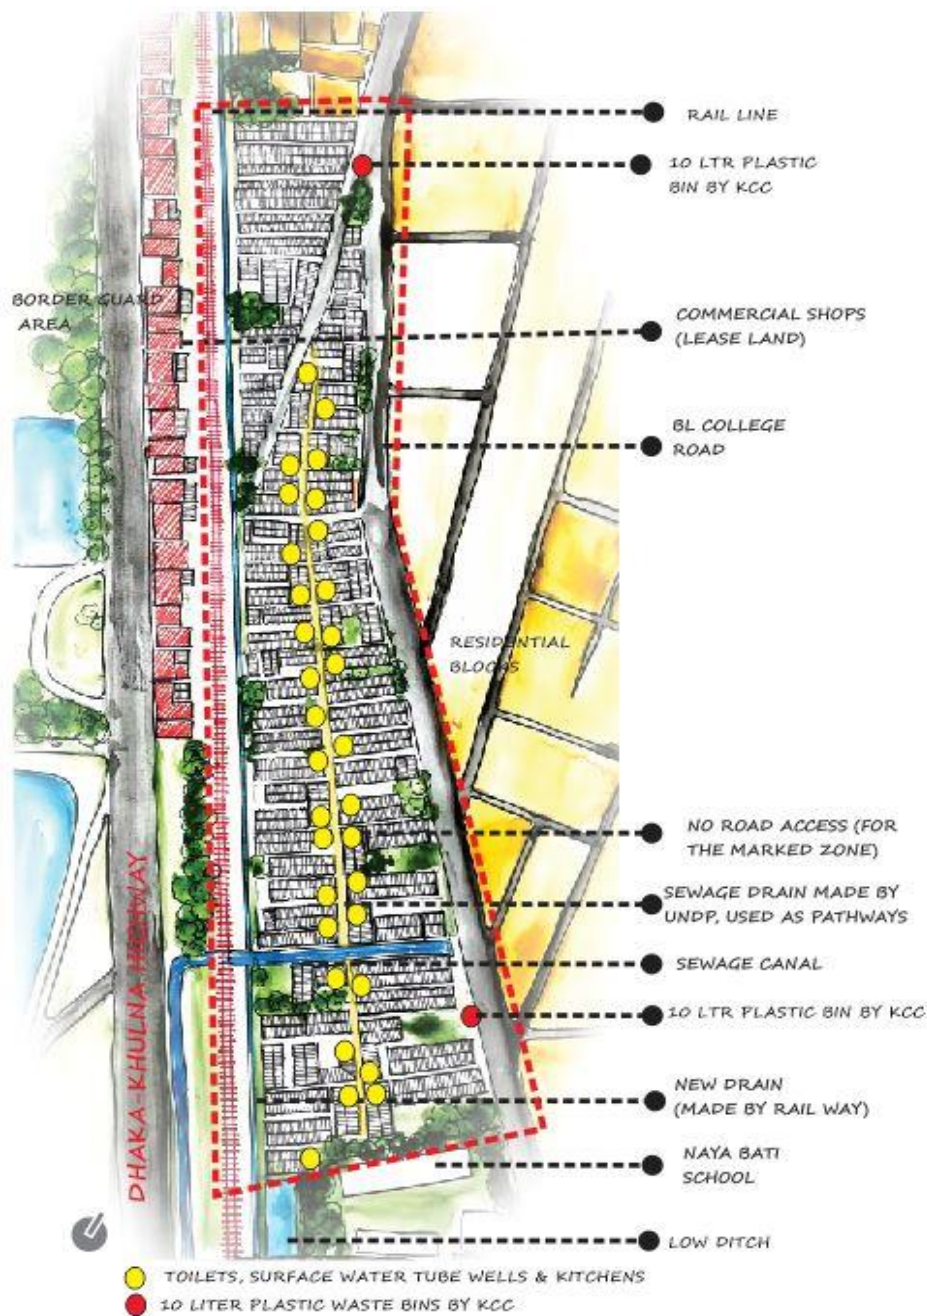 RAIL LINE
10 LTR PLASTIC
BIN BY KCC
BORDER GUARD
AREA
COMMERCIAL SHOPS
(LEASE LAND)
BL COLLEGE
ROAD
RESIDENTIAL
BLOCKS
NO ROAD ACCESS (FOR
THE MARKED ZONE)
SEWAGE DRAIN MADE BY
UNDP, USED AS PATHWAYS
SEWAGE CANAL
10 LTR PLASTIC BIN BY KCC
DHAKA-KHULNA HIGHWAY
NEW DRAIN
(MADE BY RAIL WAY)
NAYA BATI
SCHOOL
LOW DITCH
TOILETS, SURFACE WATER TUBE WELLS & KITCHENS
10 LITER PLASTIC WASTE BINS BY KCC